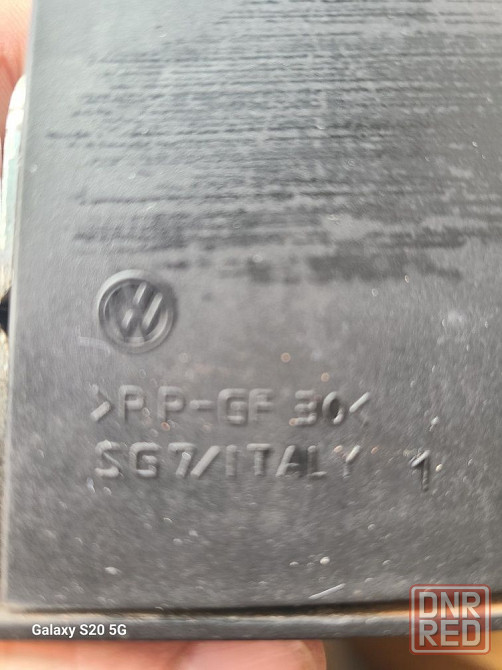 >PP-GF 30<
SG7/ITALY 1
Galaxy S20 5G
DNR
RED